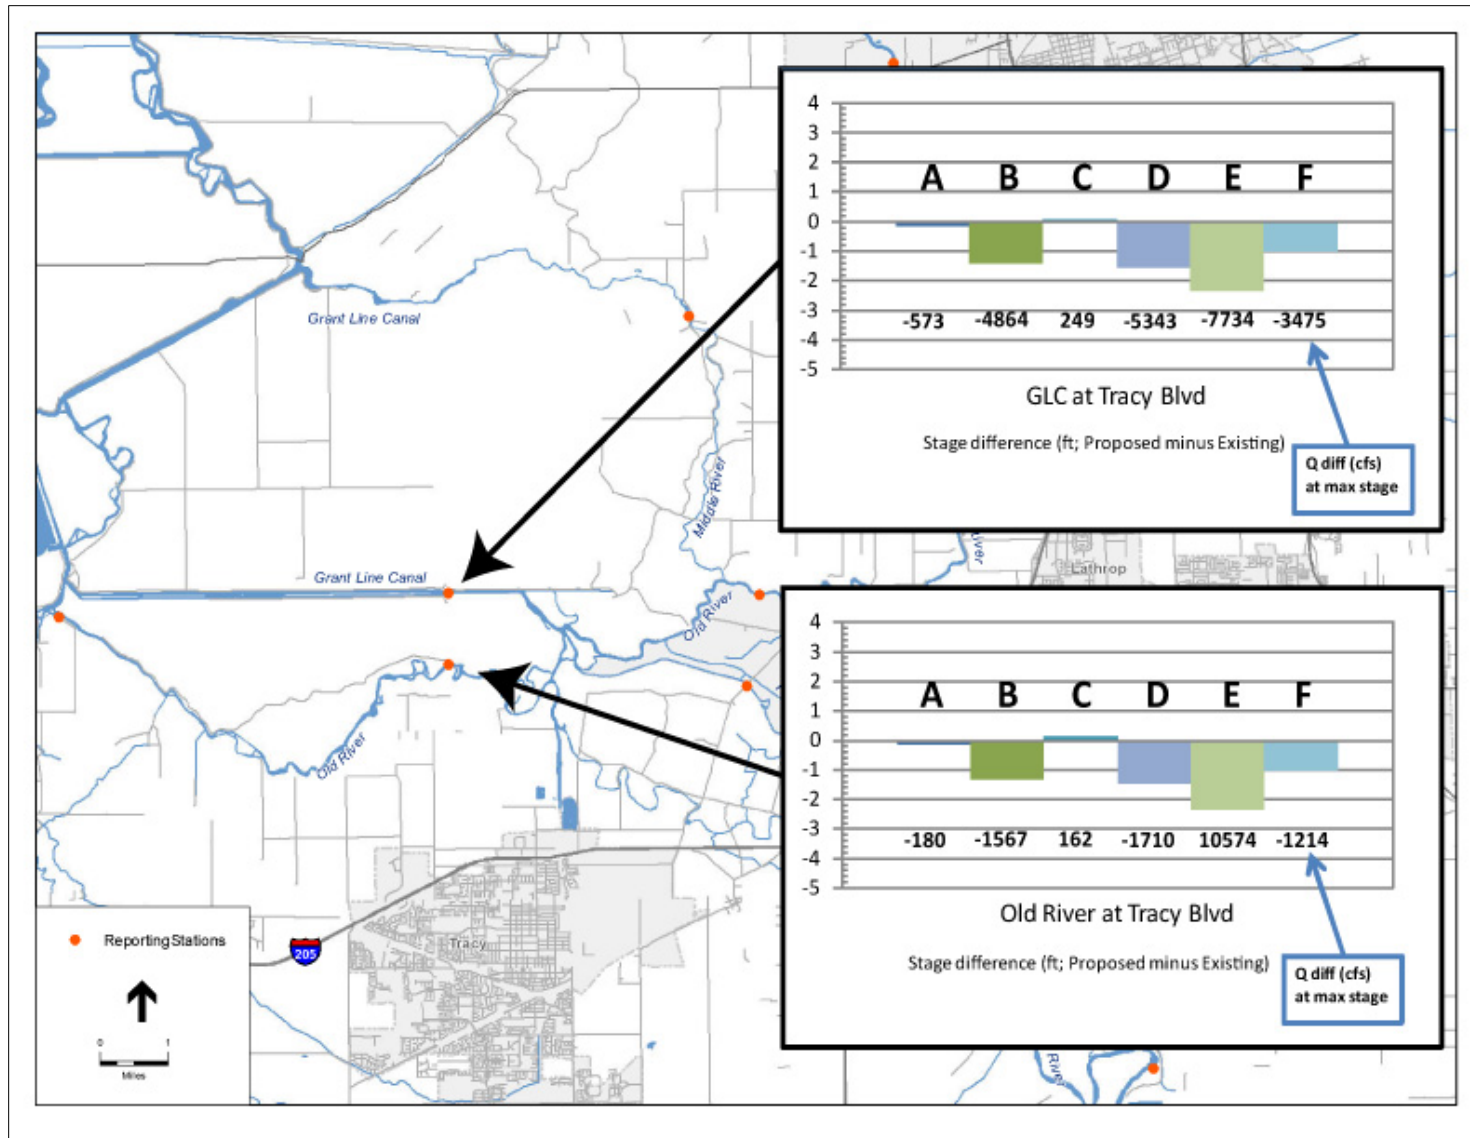 4
3
2
1
0
-1
-2
-3
-4
-5
A B C D E F
-573 -4864 249 -5343 -7734 -3475
GLC at Tracy Blvd
Stage difference (ft; Proposed minus Existing)
Q diff (cfs)
at max stage
Grant Line Canal
Middle River
Grant Line Canal
Old River
Old River
River
Lathrop
4
3
2
1
0
-1
-2
-3
-4
-5
A B C D E F
-180 -1567 162 -1710 10574 -1214
Old River at Tracy Blvd
Stage difference (ft; Proposed minus Existing)
Q diff (cfs)
at max stage
Reporting Stations
0 1
Miles
205
Tracy
River